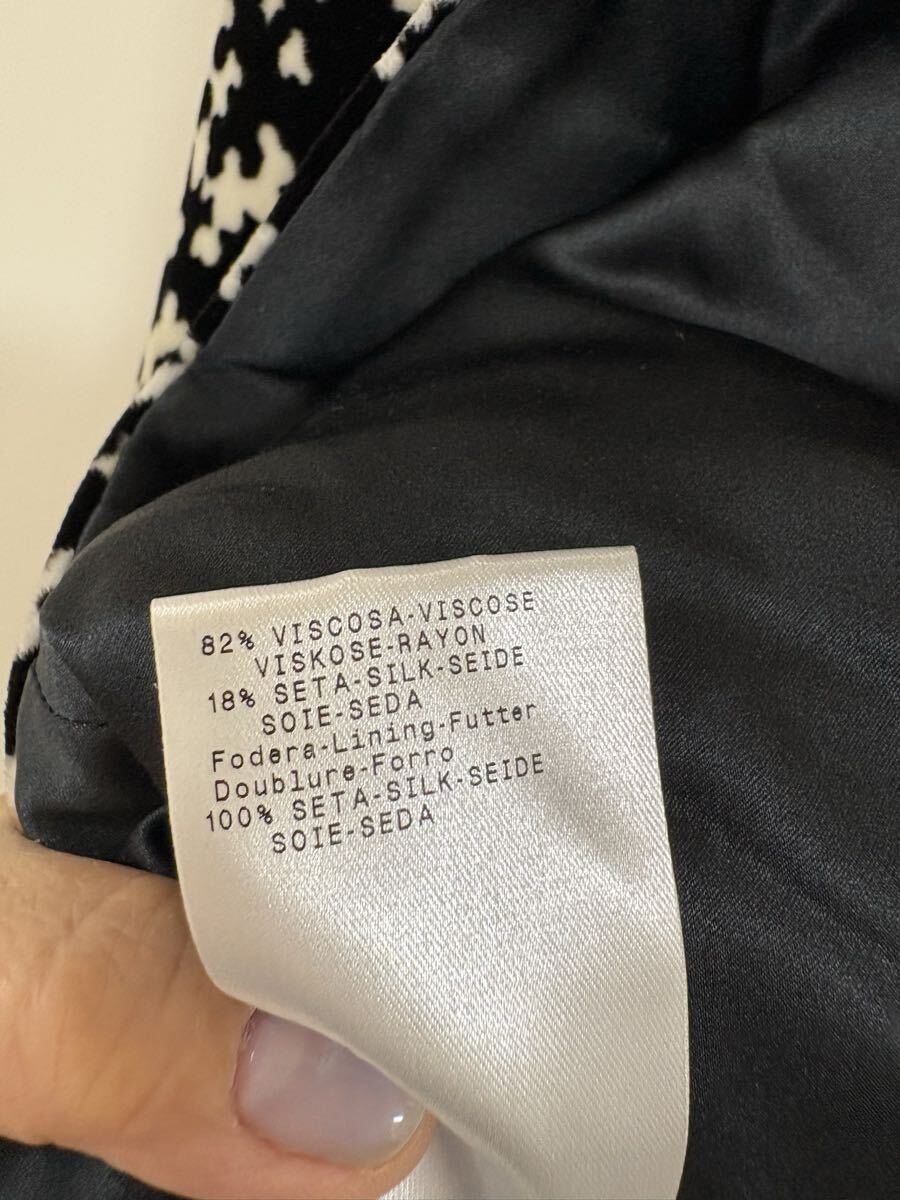 82% VISCOSA-VISCOSE
VISKOSE-RAYON
18% SETA-SILK-SEIDE
SOIE-SEDA
Fodera-Lining-Futter
Doublure-Forro
100% SETA-SILK-SEIDE
SOIE-SEDA